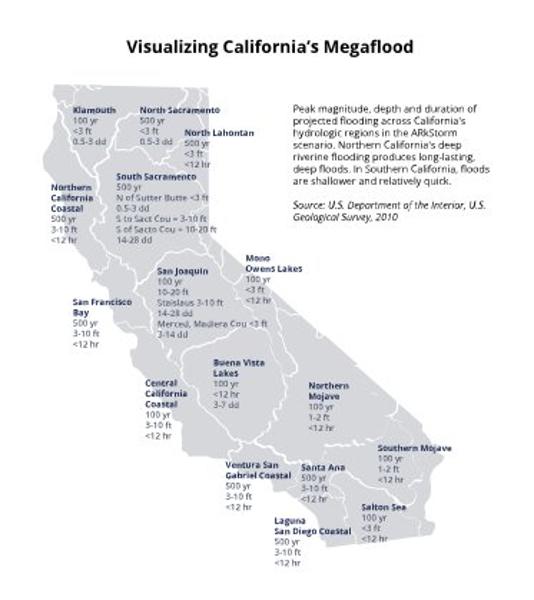 Visualizing California's Megaflood
Peak magnitude, depth and duration of
projected flooding across California's
hydrologic regions in the ARkStorm
scenario. Northern California's deep
riverine flooding produces long-lasting,
deep floods. In Southern California, floods
are shallower and relatively quick.
Source: U.S. Department of the Interior, U.S.
Geological Survey, 2010
Klamouth
100 yr
<3 ft
0.5-3 dd
North Sacramento
500 yr
<3 ft
0.5-3 dd
North Lahontan
500 yr
<3 ft
<12 hr
South Sacramento
500 yr
N of Sutter Butte <3 ft
0.5-3 dd
S to Sact Cou = 3-10 ft
S of Sacto Cou = 10-20 ft
14-28 dd
Northern
California
Coastal
500 yr
3-10 ft
<12 hr
Mono
Owens Lakes
100 yr
<3 ft
<12 hr
San Joaquin
100 yr
10-20 ft
Staislaus 3-10 ft
14-28 dd
Merced, Madiera Cou <3 ft
3-14 dd
San Francisco
Bay
500 yr
3-10 ft
<12 hr
Buena Vista
Lakes
100 yr
<12 hr
3-7 dd
Central
California
Coastal
100 yr
3-10 ft
<12 hr
Northern
Mojave
100 yr
1-2 ft
<12 hr
Southern Mojave
100 yr
1-2 ft
<12 hr
Ventura San
Gabriel Coastal
500 yr
3-10 ft
<12 hr
Santa Ana
500 yr
3-10 ft
<12 hr
Salton Sea
100 yr
<3 ft
<12 hr
Laguna
San Diego Coastal
500 yr
3-10 ft
<12 hr